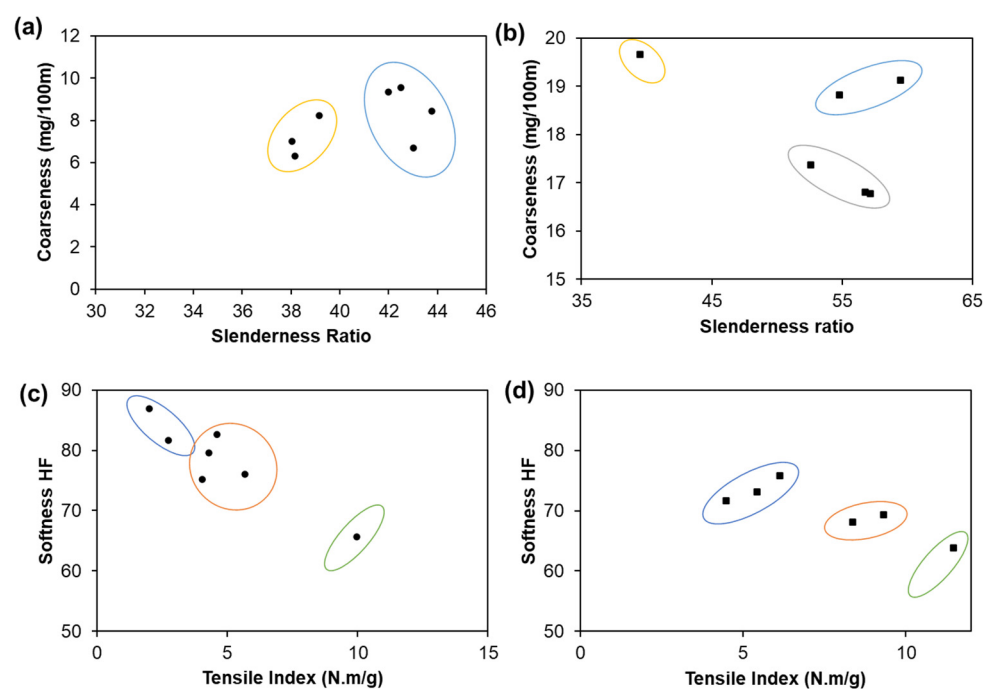 (a)
12
10
8
6
4
2
0
Coarseness (mg/100m)
30 32 34 36 38 40 42 44 46
Slenderness Ratio
(b)
20
19
18
17
16
15
Coarseness (mg/100m)
35 45 55 65
Slenderness ratio
(c)
90
80
70
60
50
Softness HF
0 5 10 15
Tensile Index (N.m/g)
(d)
90
80
70
60
50
Softness HF
0 5 10
Tensile Index (N.m/g)